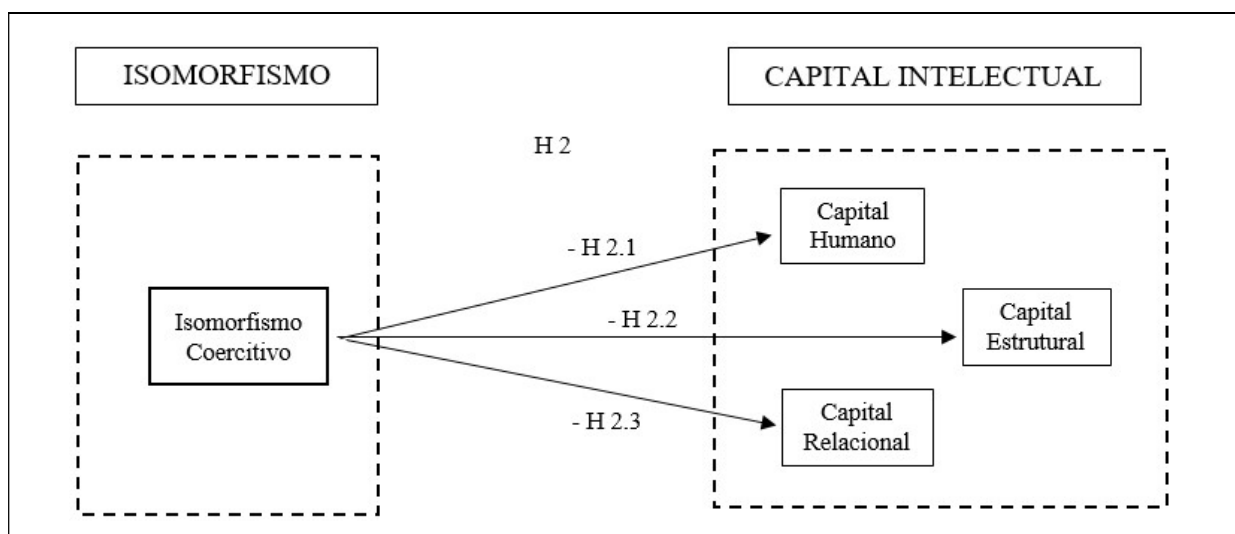 ISOMORFISMO
CAPITAL INTELECTUAL
H 2
Capital
Humano
- H 2.1
Isomorfismo
Coercitivo
- H 2.2
Capital
Estrutural
- H 2.3
Capital
Relacional